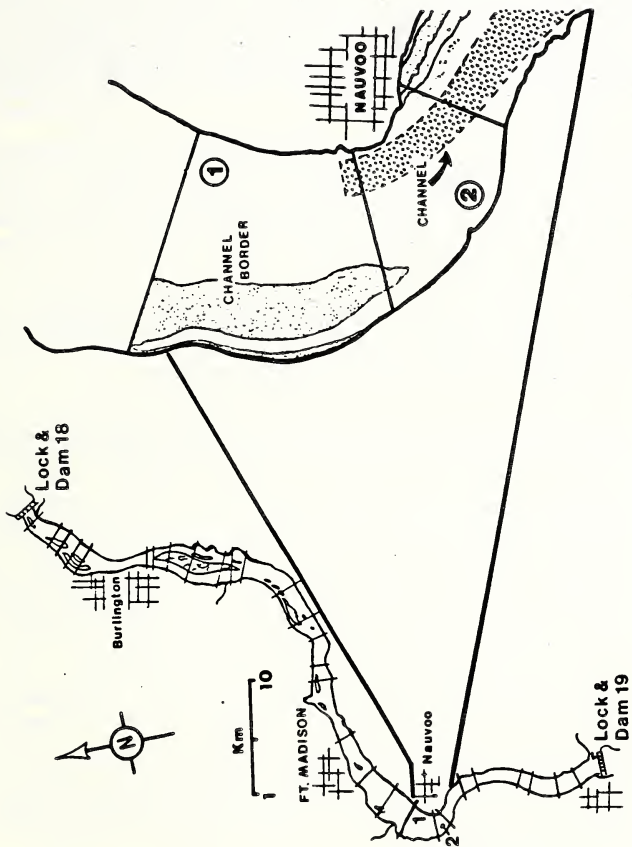 Lock &
Dam 18
Burlington
N
Km
1 10
FT. MADISON
Nauvoo
1
2
Lock &
Dam 19
1
CHANNEL
BORDER
NAUVOO
CHANNEL
2